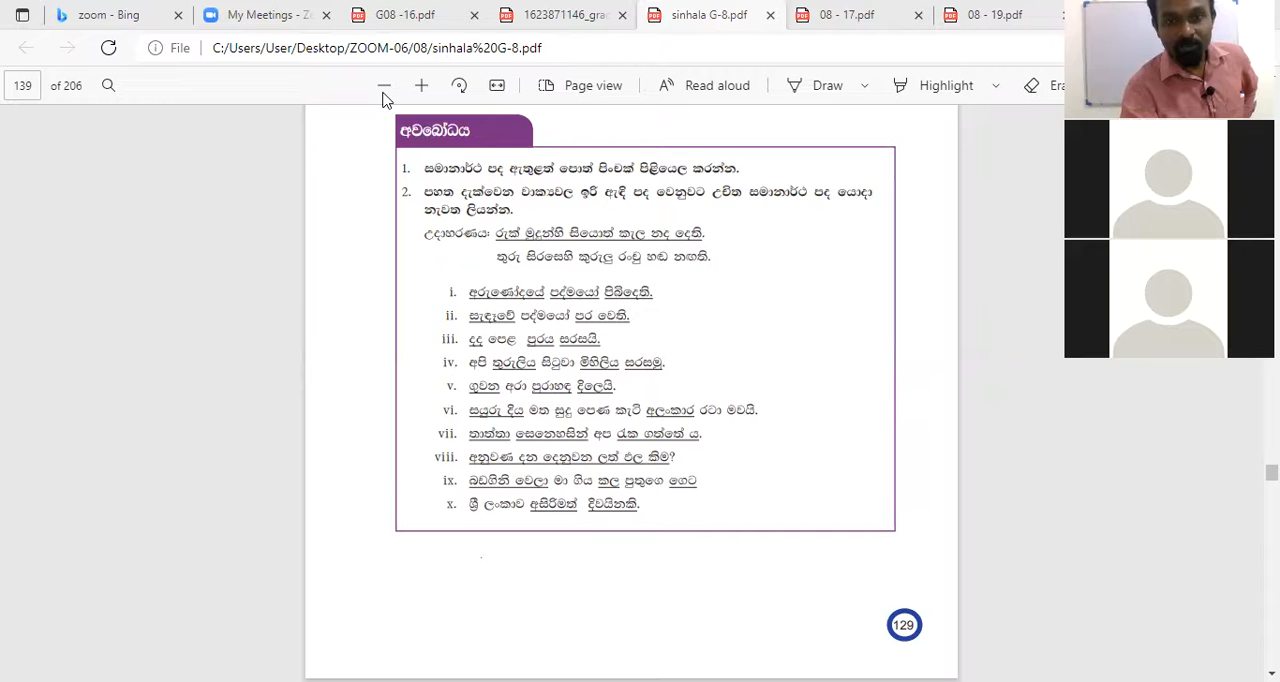 zoom - Bing
My Meetings - Z
G08 -16.pdf
1623871146_gra
sinhala G-8.pdf
08 - 17.pdf
08 - 19.pdf
File C:/Users/User/Desktop/ZOOM-06/08/sinhala%20G-8.pdf
139 of 206
Page view
Read aloud
Draw
Highlight
Era
අවබෝධය
1. සමානාර්ථ පද ඇතුළත් පොත් පිංචක් පිළියෙල කරන්න.
2. පහත දැක්වෙන වාක්‍යවල ඉරි ඇඳි පද වෙනුවට උචිත සමානාර්ථ පද යොදා
නැවත ලියන්න.
උදාහරණය: රුක් මුදුන්හි සියොත් කැල නද දෙති.
තුරු සිරසෙහි කුරුලු රංචු හඬ නඟති.
i. අරුණෝදයේ පද්මයෝ පිබිදෙති.
ii. සැඳෑවේ පද්මයෝ පර වෙති.
iii. දද පෙළ පුරය සරසයි.
iv. අපි තුරුලිය සිටුවා මිහිලිය සරසමු.
v. ගුවන අරා පුරාහඳ දිලෙයි.
vi. සයුරු දිය මත සුදු පෙණ කැටි අලංකාර රටා මවයි.
vii. තාත්තා සෙනෙහසින් අප රැක ගත්තේ ය.
viii. අනුවණ දන දෙනුවන ලත් ඵල කිම?
ix. බඩගිනි වෙලා මා ගිය කල පුතුගෙ ගෙට
x. ශ්‍රී ලංකාව අසිරිමත් දිවයිනකි.
129